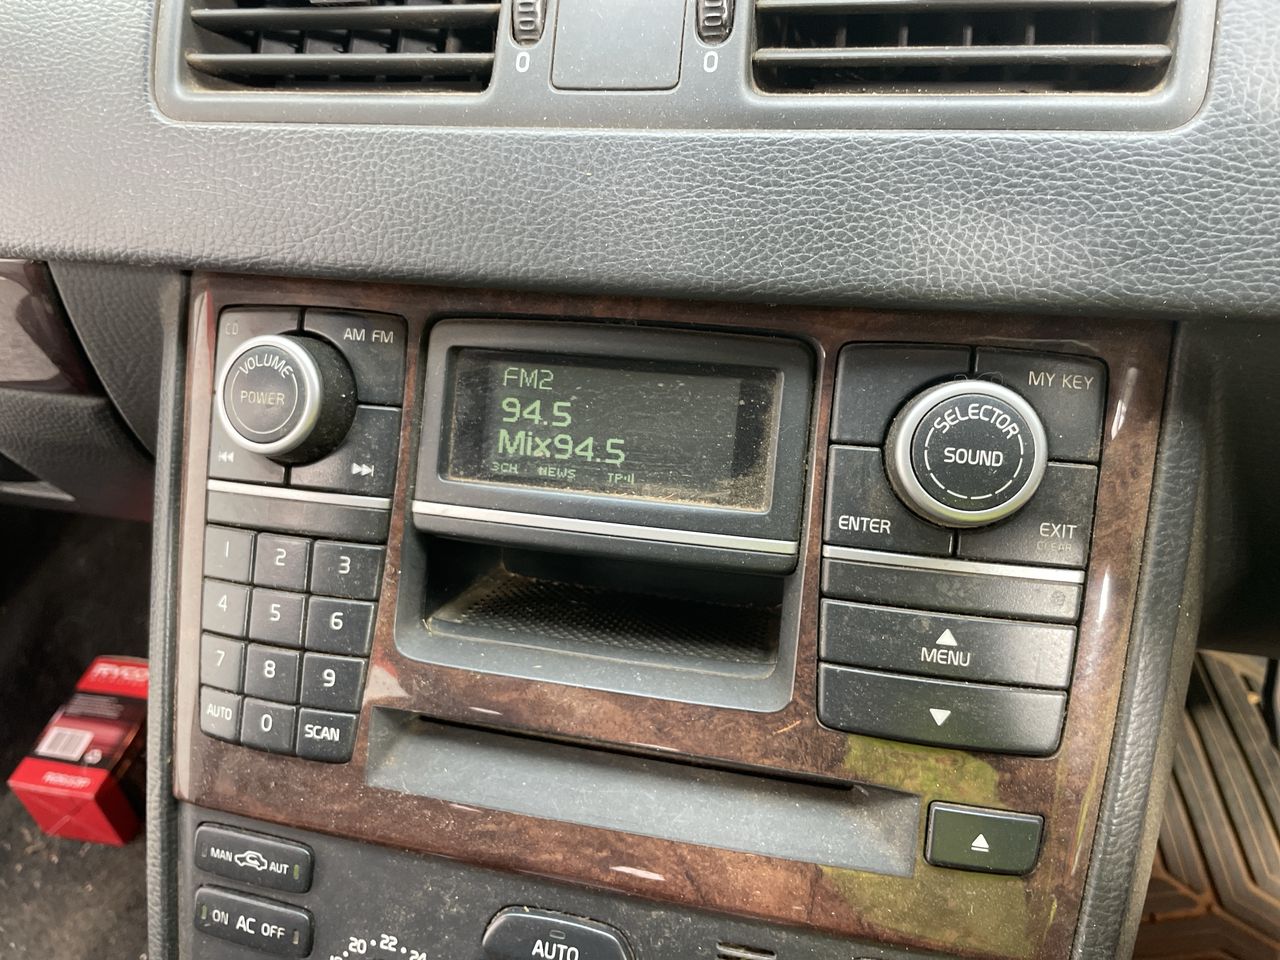 0
0
CD
AM FM
VOLUME
POWER
FM2
94.5
Mix94.5
3CH NEWS TP
MY KEY
SELECTOR
SOUND
ENTER
EXIT
CLEAR
1
2
3
4
5
6
7
8
9
AUTO
0
SCAN
MENU
MAN AUT
ON AC OFF
20 22 24
AUTO